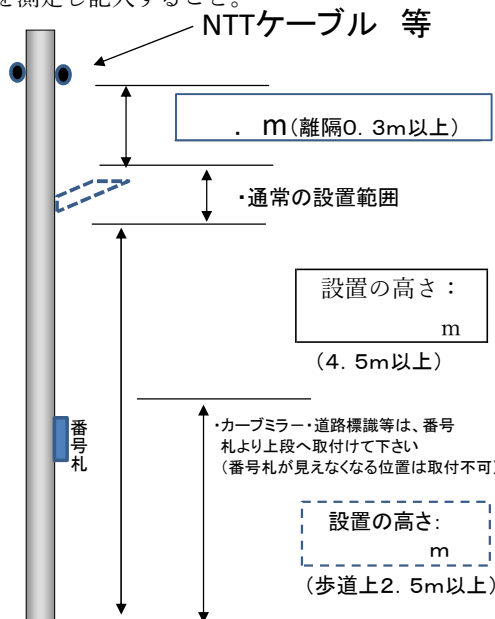 を測定し記入すること。
NTTケーブル 等
． m(離隔0．3m以上)
・通常の設置範囲
設置の高さ：
m
(4．5m以上)
番号札
・カーブミラー・道路標識等は、番号
札より上段へ取付けて下さい
(番号札が見えなくなる位置は取付不可)
設置の高さ:
m
(歩道上2．5m以上)